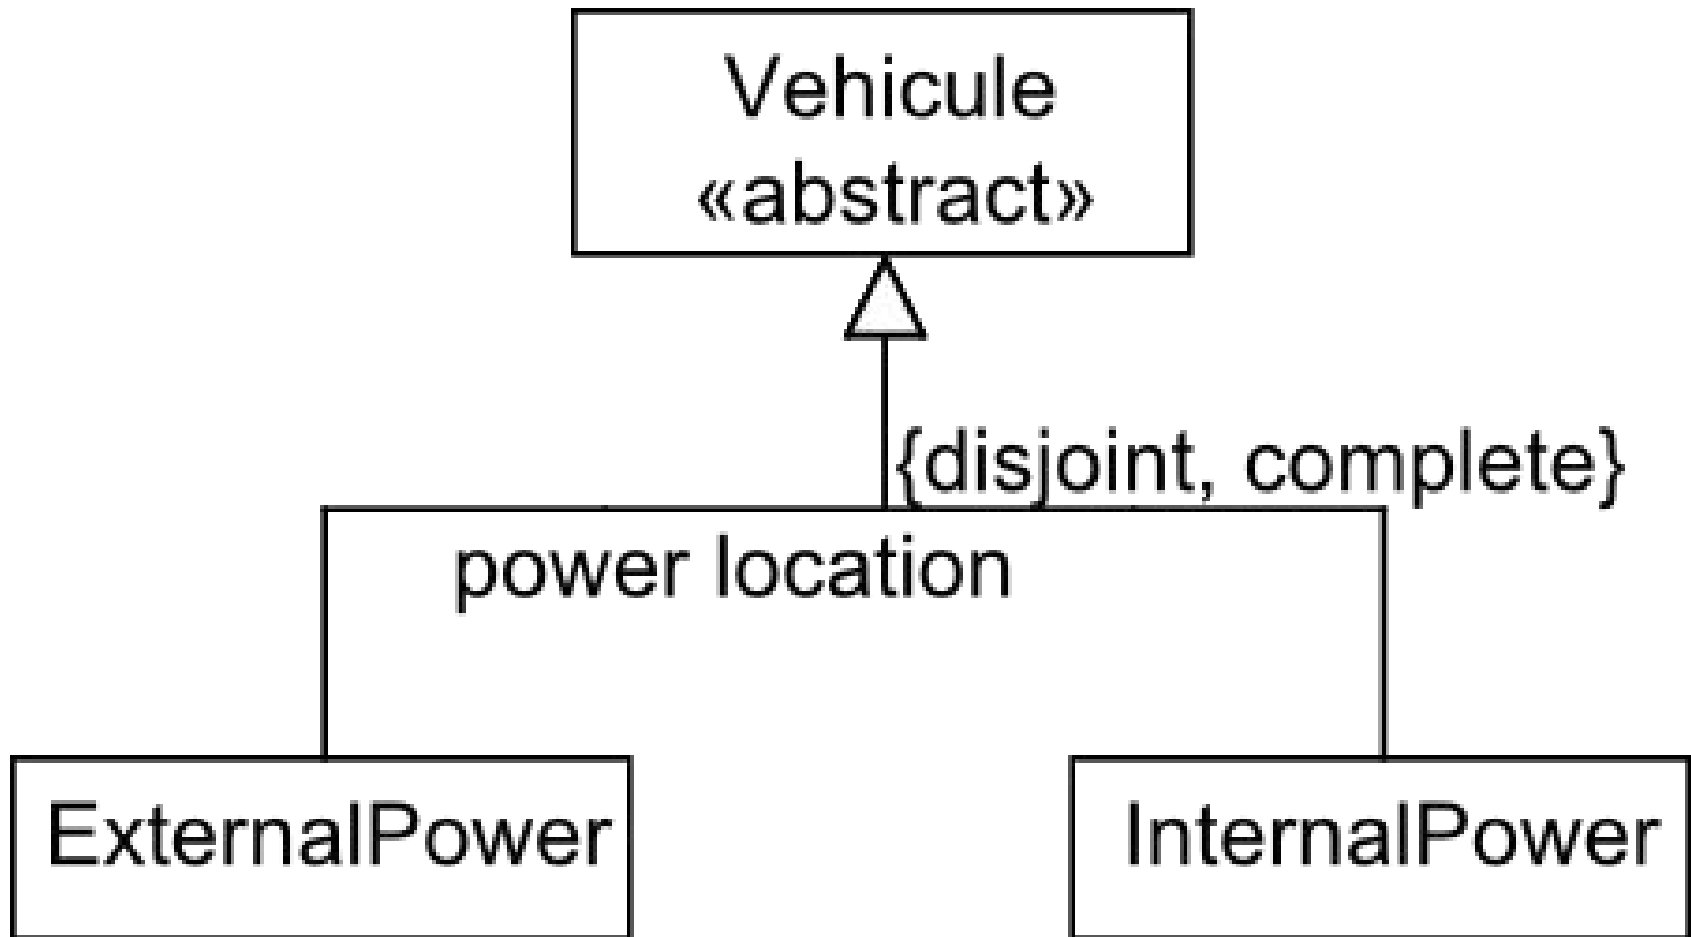 Vehicule
«abstract»
{disjoint, complete}
power location
ExternalPower
InternalPower